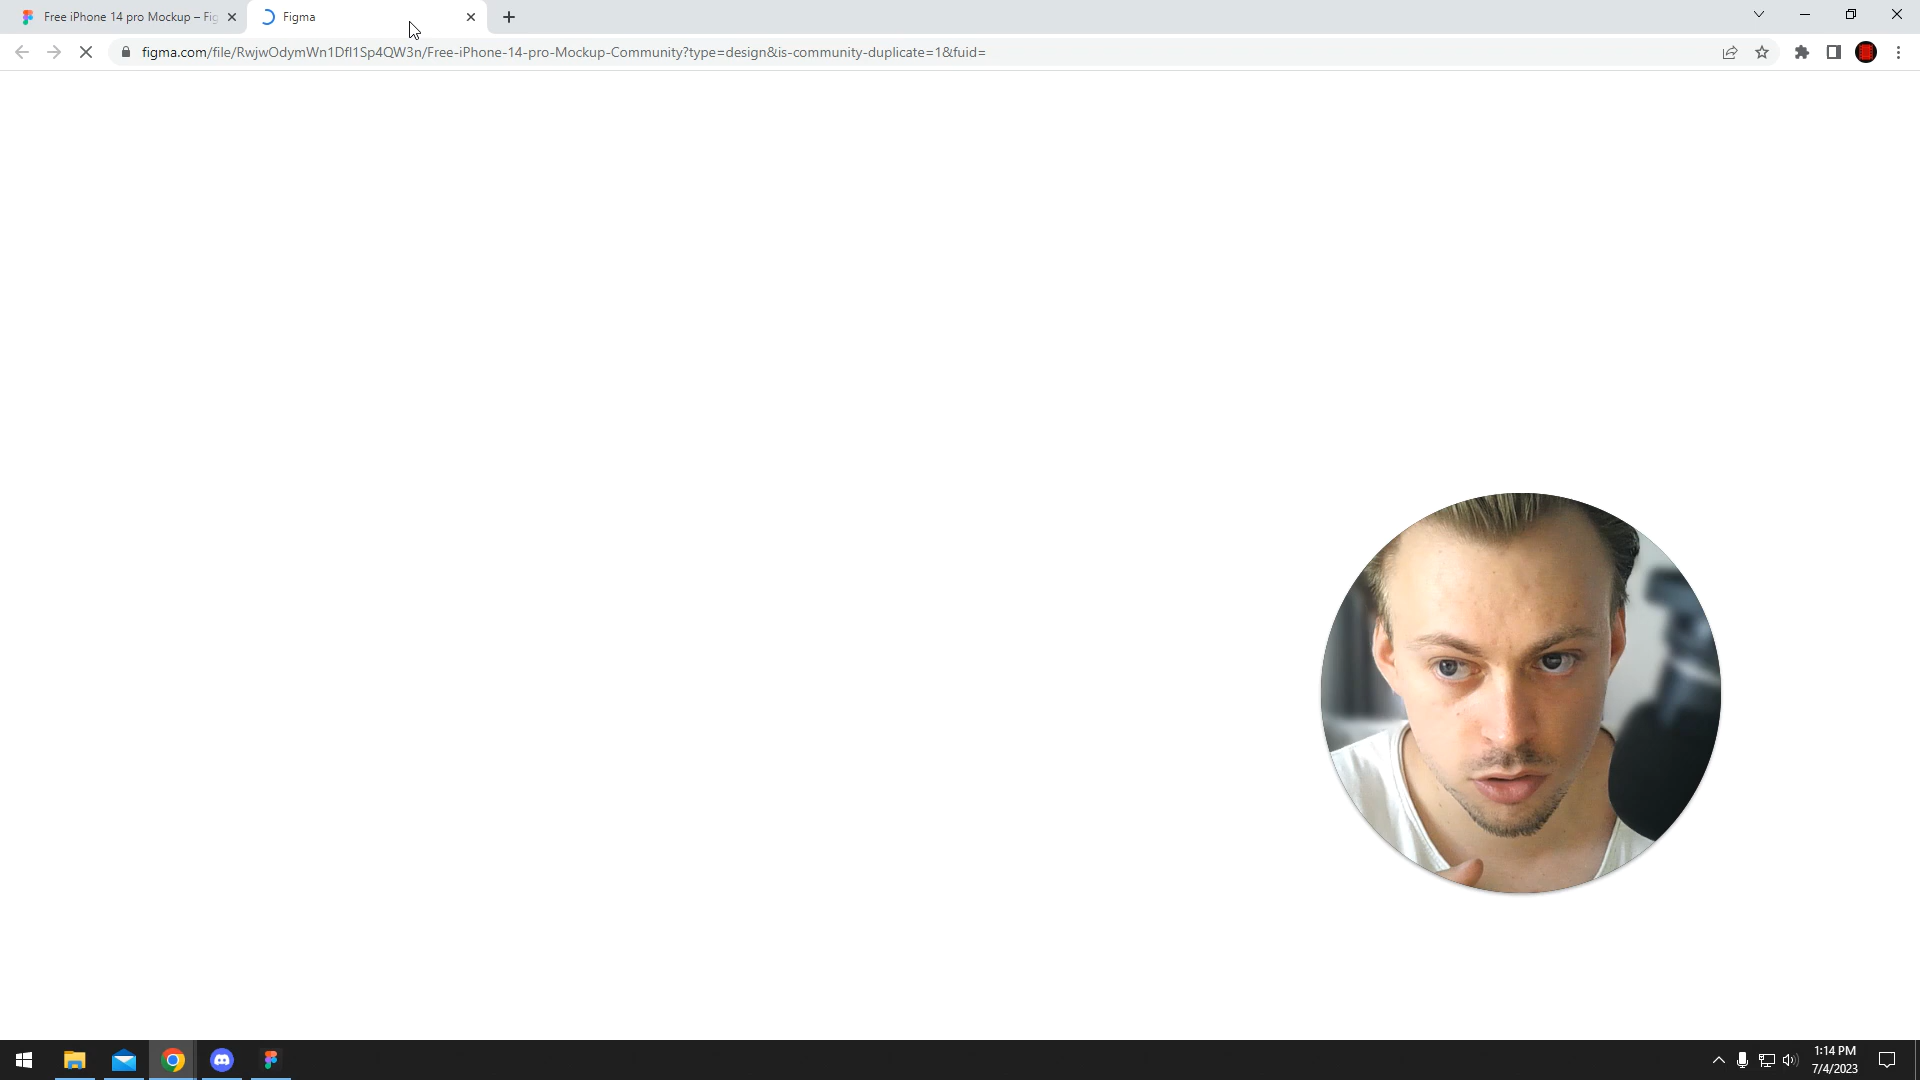 Free iPhone 14 pro Mockup – Fig
Figma
figma.com/file/RwjwOdymWn1Dfl1Sp4QW3n/Free-iPhone-14-pro-Mockup-Community?type=design&is-community-duplicate=1&fuid=
1:14 PM
7/4/2023